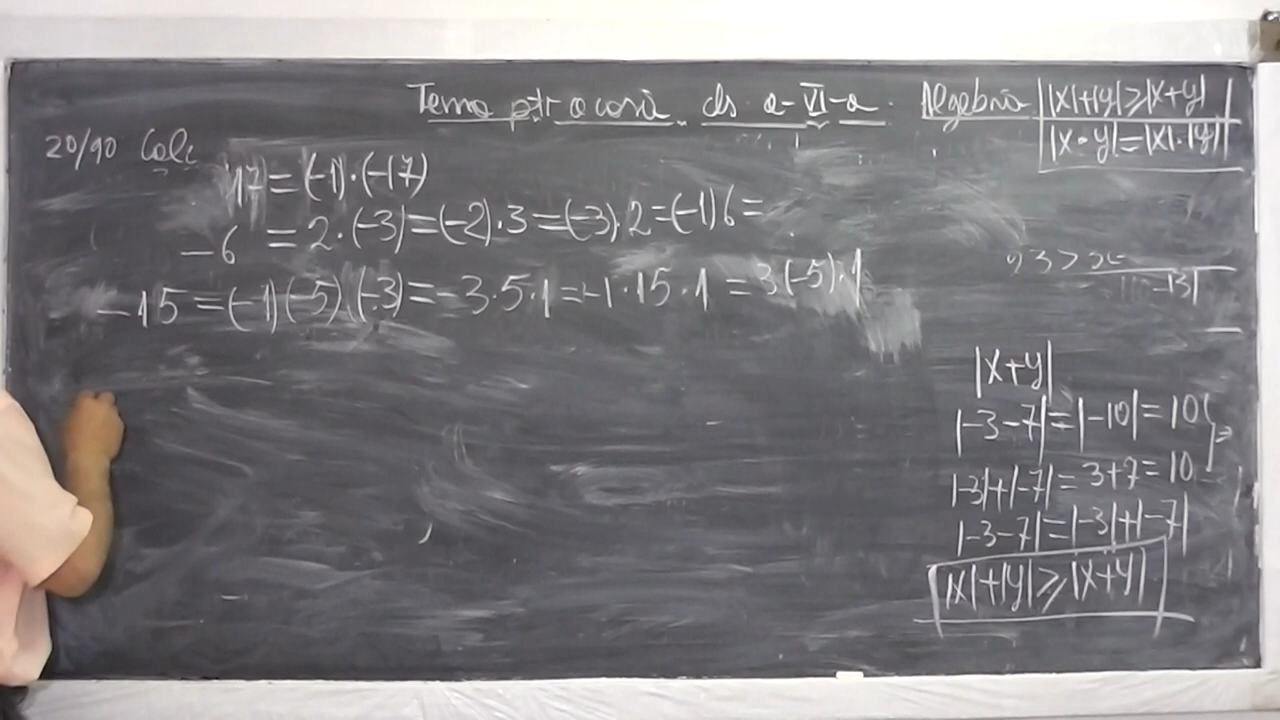 Tema ptr acasă cls a-VI-a Algebră
|x|+|y|≥|x+y|
|x•y|=|x|·|y|
20/90 Calc
17=(-1)·(-17)
-6 = 2·(-3)=(-2)·3=(-3)·2=(-1)6=
-15=(-1)(-5)·(-3)=-3·5·1=-1·15·1=3(-5)·1
-13|
|x+y|
|-3-7|=|-10|=10
|-3|+|-7|=3+7=10
|-3-7|=|-3|+|-7|
|x|+|y|≥|x+y|